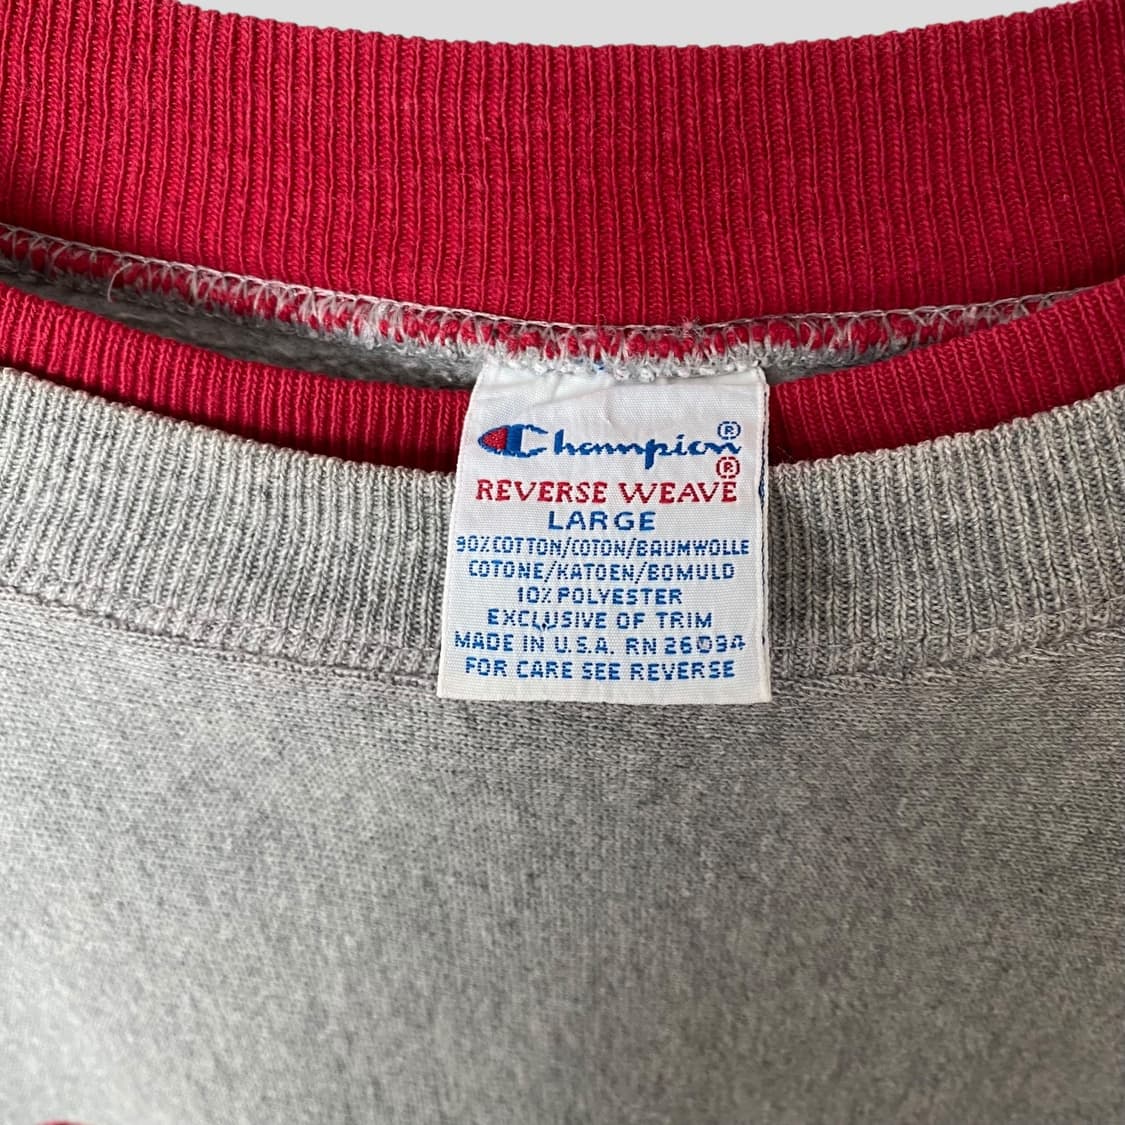 Champion®
REVERSE WEAVE®
LARGE
90% COTTON/COTON/BAUMWOLLE
COTONE/KATOEN/BOMULD
10% POLYESTER
EXCLUSIVE OF TRIM
MADE IN U.S.A. RN 26094
FOR CARE SEE REVERSE